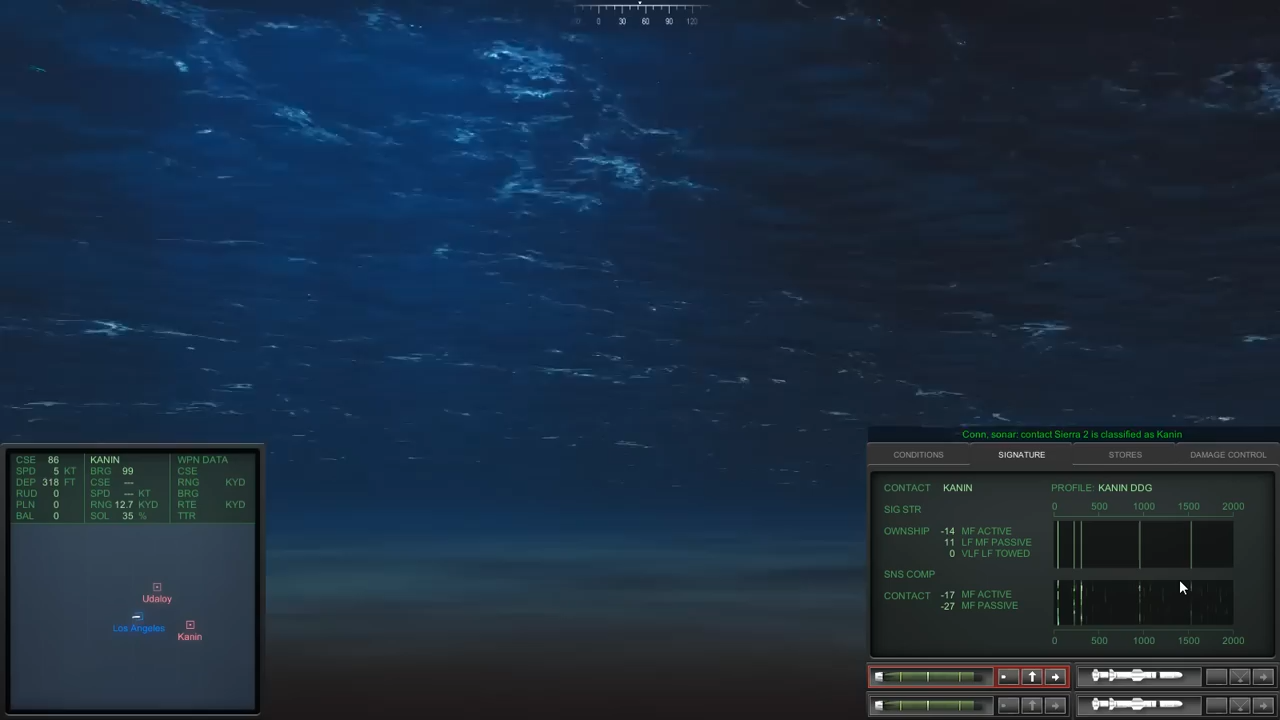 0 30 60 90 120
Conn, sonar: contact Sierra 2 is classified as Kanin
CONDITIONS SIGNATURE STORES DAMAGE CONTROL
CONTACT KANIN PROFILE: KANIN DDG
SIG STR 0 500 1000 1500 2000
OWNSHIP -14 MF ACTIVE
11 LF MF PASSIVE
0 VLF LF TOWED
SNS COMP
CONTACT -17 MF ACTIVE
-27 MF PASSIVE
0 500 1000 1500 2000
CSE 86 KANIN WPN DATA
SPD 5 KT BRG 99 CSE
DEP 318 FT CSE --- RNG KYD
RUD 0 SPD --- KT BRG
PLN 0 RNG 12.7 KYD RTE KYD
BAL 0 SOL 35 % TTR
Udaloy
Los Angeles
Kanin